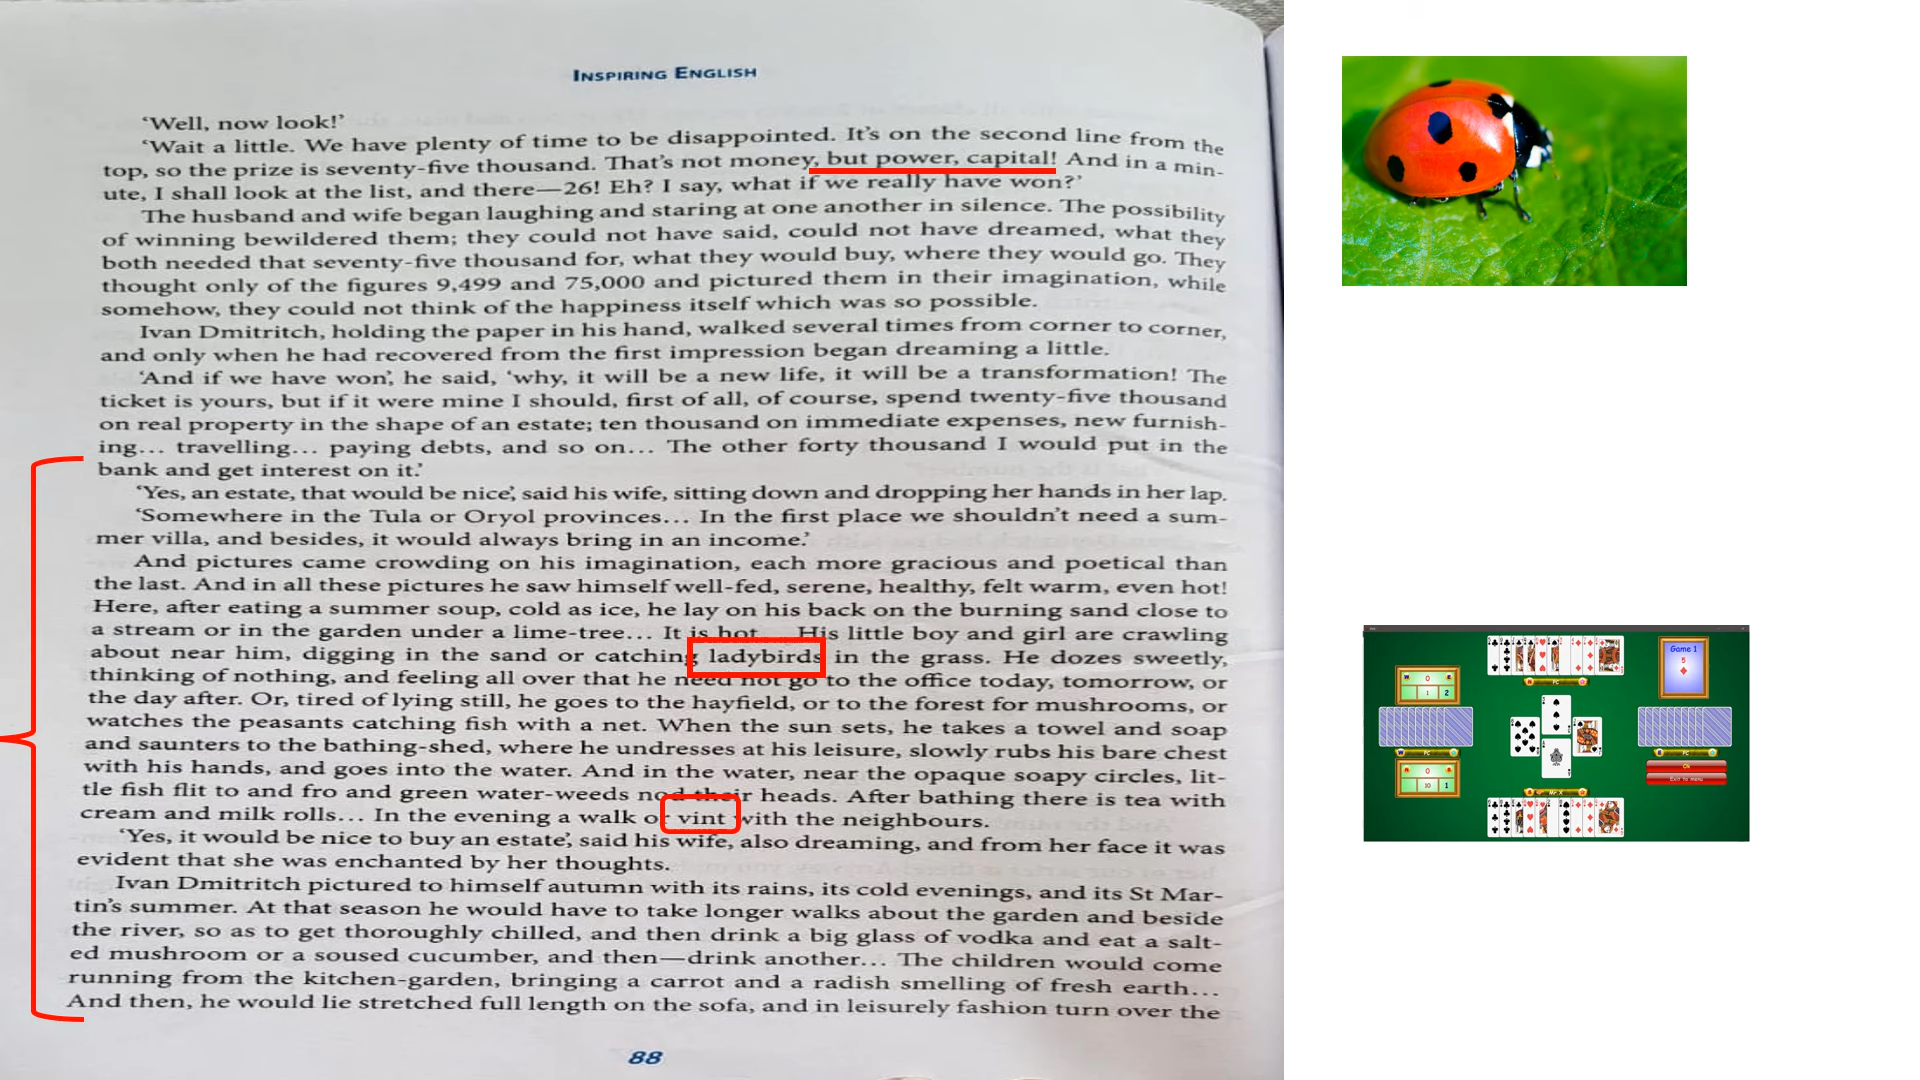 INSPIRING ENGLISH
‘Well, now look!’
‘Wait a little. We have plenty of time to be disappointed. It’s on the second line from the
top, so the prize is seventy-five thousand. That’s not money, but power, capital! And in a min-
ute, I shall look at the list, and there—26! Eh? I say, what if we really have won?’
The husband and wife began laughing and staring at one another in silence. The possibility
of winning bewildered them; they could not have said, could not have dreamed, what they
both needed that seventy-five thousand for, what they would buy, where they would go. They
thought only of the figures 9,499 and 75,000 and pictured them in their imagination, while
somehow, they could not think of the happiness itself which was so possible.
Ivan Dmitritch, holding the paper in his hand, walked several times from corner to corner,
and only when he had recovered from the first impression began dreaming a little.
‘And if we have won’, he said, ‘why, it will be a new life, it will be a transformation! The
ticket is yours, but if it were mine I should, first of all, of course, spend twenty-five thousand
on real property in the shape of an estate; ten thousand on immediate expenses, new furnish-
ing… travelling… paying debts, and so on… The other forty thousand I would put in the
bank and get interest on it.’
‘Yes, an estate, that would be nice’, said his wife, sitting down and dropping her hands in her lap.
‘Somewhere in the Tula or Oryol provinces… In the first place we shouldn’t need a sum-
mer villa, and besides, it would always bring in an income.’
And pictures came crowding on his imagination, each more gracious and poetical than
the last. And in all these pictures he saw himself well-fed, serene, healthy, felt warm, even hot!
Here, after eating a summer soup, cold as ice, he lay on his back on the burning sand close to
a stream or in the garden under a lime-tree… It is hot… His little boy and girl are crawling
about near him, digging in the sand or catching ladybirds in the grass. He dozes sweetly,
thinking of nothing, and feeling all over that he need not go to the office today, tomorrow, or
the day after. Or, tired of lying still, he goes to the hayfield, or to the forest for mushrooms, or
watches the peasants catching fish with a net. When the sun sets, he takes a towel and soap
and saunters to the bathing-shed, where he undresses at his leisure, slowly rubs his bare chest
with his hands, and goes into the water. And in the water, near the opaque soapy circles, lit-
tle fish flit to and fro and green water-weeds nod their heads. After bathing there is tea with
cream and milk rolls… In the evening a walk or vint with the neighbours.
‘Yes, it would be nice to buy an estate’, said his wife, also dreaming, and from her face it was
evident that she was enchanted by her thoughts.
Ivan Dmitritch pictured to himself autumn with its rains, its cold evenings, and its St Mar-
tin’s summer. At that season he would have to take longer walks about the garden and beside
the river, so as to get thoroughly chilled, and then drink a big glass of vodka and eat a salt-
ed mushroom or a soused cucumber, and then—drink another… The children would come
running from the kitchen-garden, bringing a carrot and a radish smelling of fresh earth…
And then, he would lie stretched full length on the sofa, and in leisurely fashion turn over the
88
Game 1
5
0
1 2
PC
PC
PC
0
10 1
Ok
Exit to menu
Mr.X